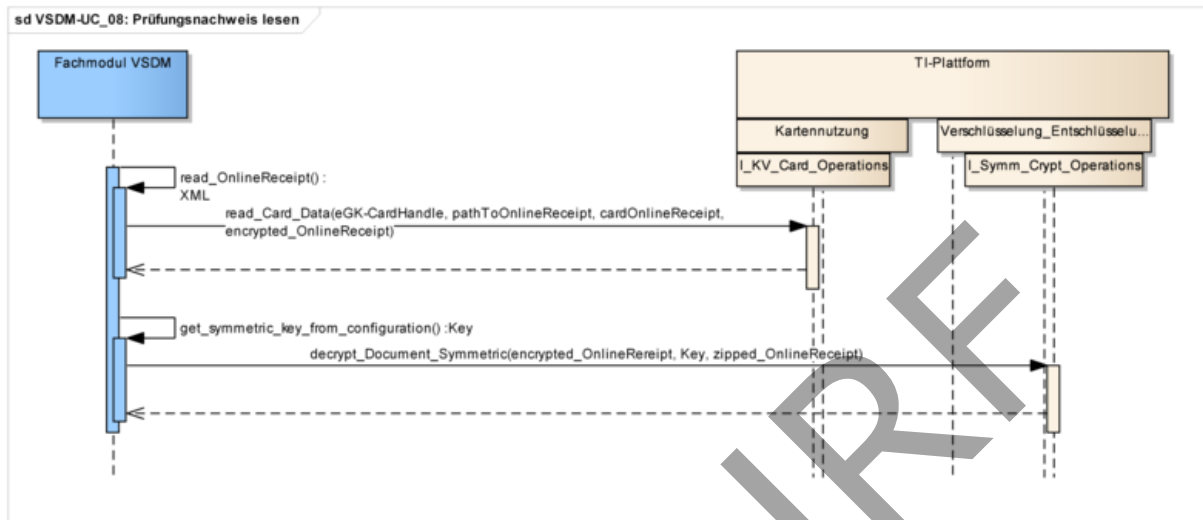 sd VSDM-UC_08: Prüfungsnachweis lesen
Fachmodul VSDM
TI-Plattform
Kartennutzung
Verschlüsselung_Entschlüsselu...
I_KV_Card_Operations
I_Symm_Crypt_Operations
read_OnlineReceipt() :
XML
read_Card_Data(eGK-CardHandle, pathToOnlineReceipt, cardOnlineReceipt,
encrypted_OnlineReceipt)
get_symmetric_key_from_configuration() :Key
decrypt_Document_Symmetric(encrypted_OnlineRereipt, Key, zipped_OnlineReceipt)
URF